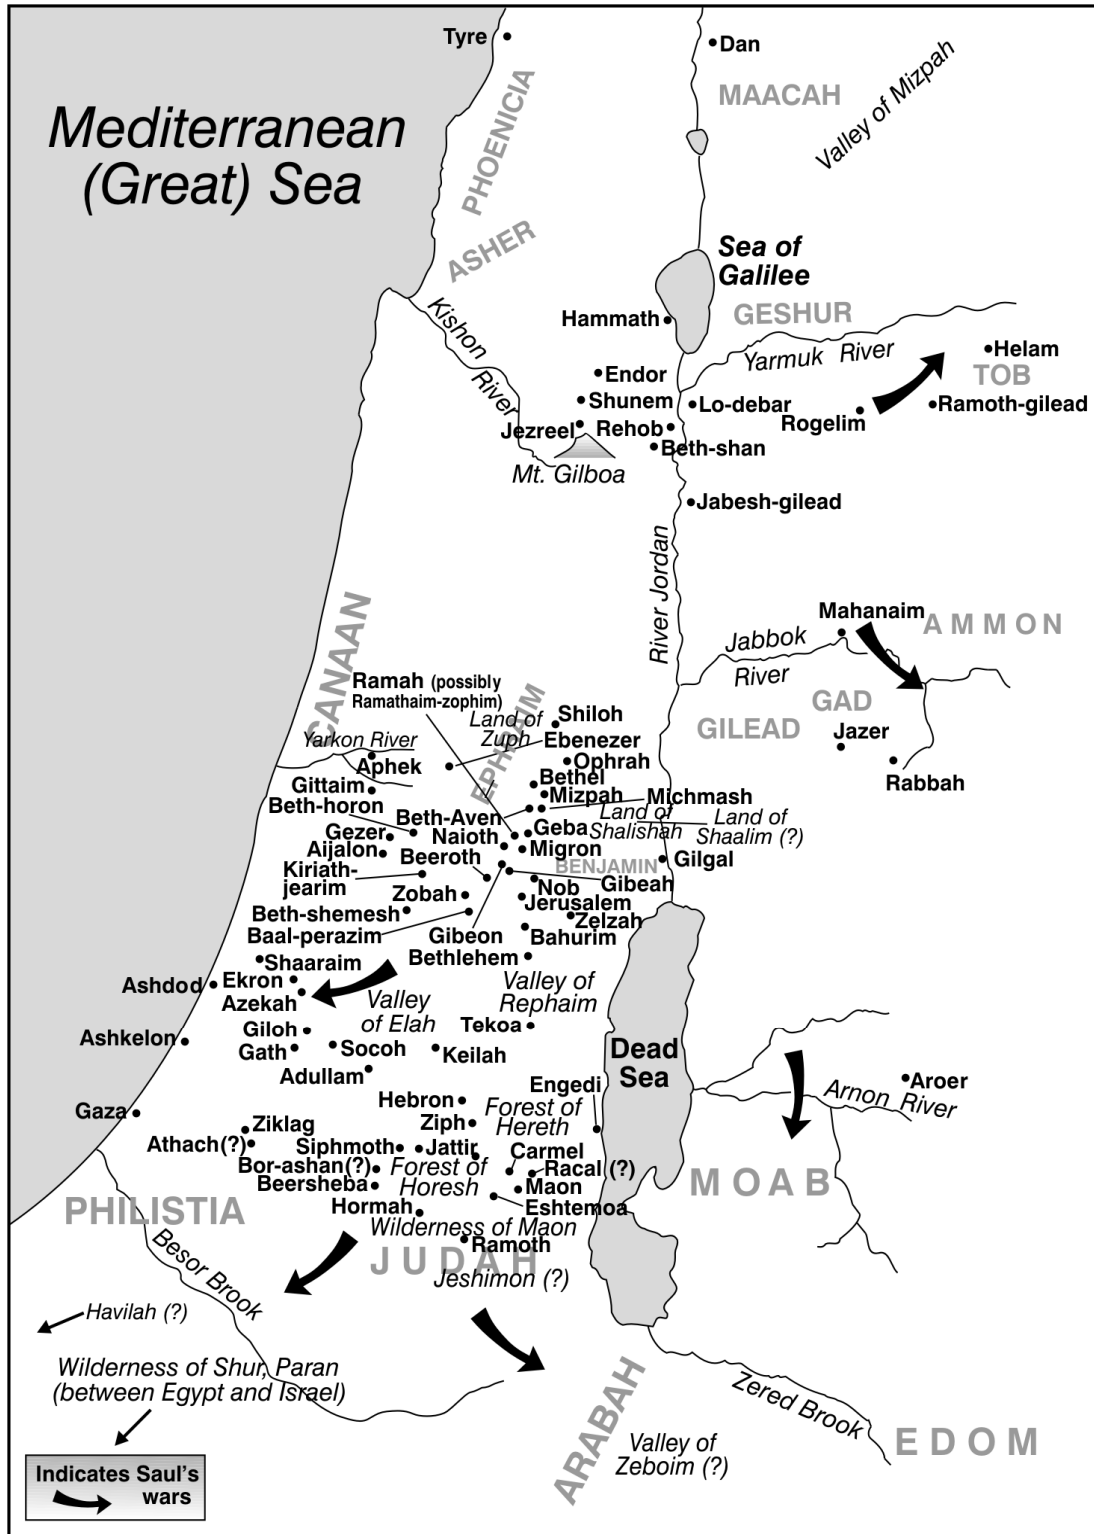 Tyre
Dan
MAACAH
Valley of Mizpah
PHOENICIA
Mediterranean
(Great) Sea
ASHER
Sea of
Galilee
Kishon
River
Hammath
GESHUR
Yarmuk River
Helam
TOB
Endor
Shunem
Lo-debar
Ramoth-gilead
Rogelim
Jezreel
Rehob
Beth-shan
Mt. Gilboa
Jabesh-gilead
River Jordan
CANAAN
Mahanaim
AMMON
Jabbok
River
Ramah (possibly
Ramathaim-zophim)
EPHRAIM
Land of
Zuph
Shiloh
GAD
GILEAD
Jazer
Yarkon River
Ebenezer
Aphek
Ophrah
Rabbah
Gittaim
Bethel
Mizpah
Michmash
Beth-horon
Beth-Aven
Land of
Shalishah
Land of
Shaalim (?)
Gezer
Naioth
Geba
Aijalon
Beeroth
Migron
BENJAMIN
Gilgal
Kiriath-
jearim
Gibeah
Zobah
Nob
Jerusalem
Beth-shemesh
Zelzah
Baal-perazim
Gibeon
Bahurim
Bethlehem
Shaaraim
Ashdod
Ekron
Azekah
Valley
of Elah
Valley of
Rephaim
Giloh
Tekoa
Ashkelon
Gath
Socoh
Keilah
Dead
Sea
Adullam
Engedi
Aroer
Arnon River
Hebron
Gaza
Ziph
Forest of
Hereth
Ziklag
Athach(?)
Siphmoth
Jattir
Carmel
Bor-ashan(?)
Forest of
Horesh
Racal (?)
Beersheba
Maon
MOAB
Hormah
Eshtemoa
PHILISTIA
Wilderness of Maon
Ramoth
JUDAH
Besor Brook
Jeshimon (?)
Havilah (?)
Wilderness of Shur, Paran
(between Egypt and Israel)
ARABAH
Zered Brook
EDOM
Valley of
Zeboim (?)
Indicates Saul's
wars